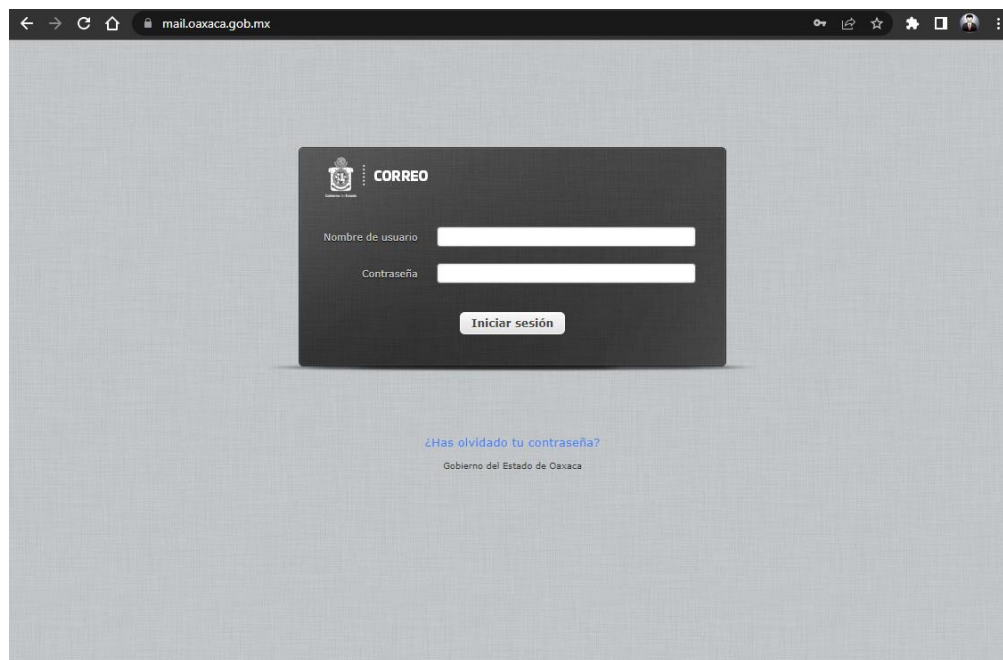 mail.oaxaca.gob.mx
CORREO
Nombre de usuario
Contraseña
Iniciar sesión
¿Has olvidado tu contraseña?
Gobierno del Estado de Oaxaca